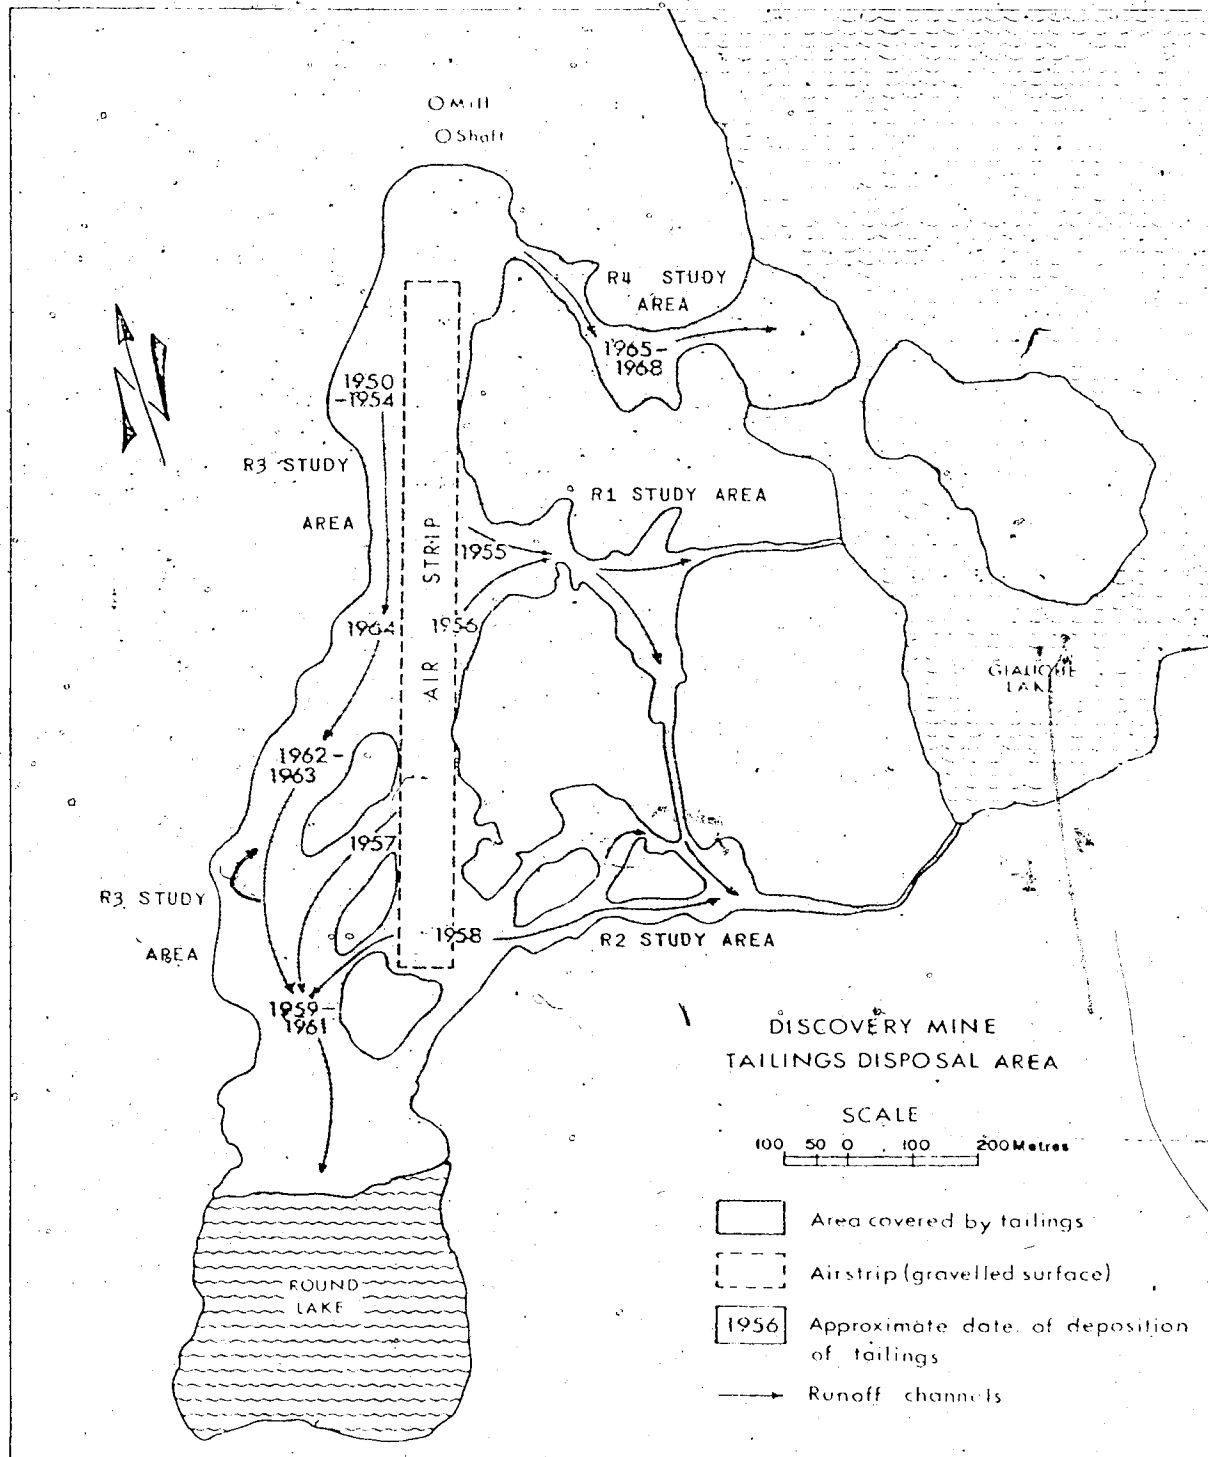 Mill
Shaft
R4 STUDY
AREA
1965-
1968
1950
-1954
R3 STUDY
AREA
R1 STUDY AREA
AIR STRIP
1955
1964
1956
1962-
1963
1957
R3 STUDY
AREA
1958
R2 STUDY AREA
1959-
1961
ROUND
LAKE
DISCOVERY MINE
TAILINGS DISPOSAL AREA
SCALE
100 50 0 100 200 Metres
Area covered by tailings
Airstrip (gravelled surface)
1956 Approximate date of deposition
of tailings
Runoff channels